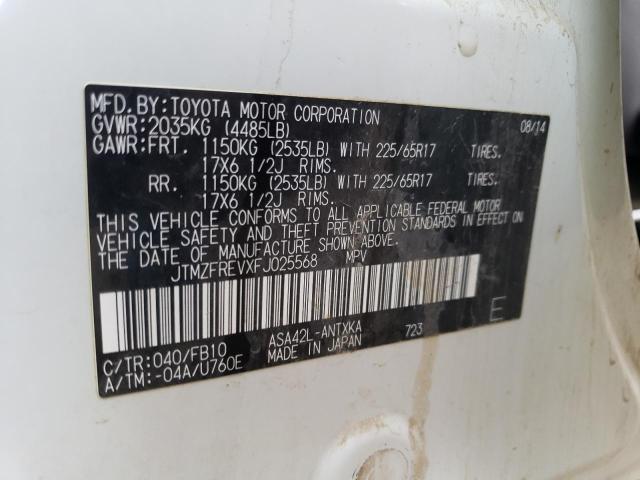 MFD.BY:TOYOTA MOTOR CORPORATION 08/14
GVWR:2035KG (4485LB)
GAWR:FRT. 1150KG (2535LB) WITH 225/65R17 TIRES.
17X6 1/2J RIMS.
RR. 1150KG (2535LB) WITH 225/65R17 TIRES.
17X6 1/2J RIMS.
THIS VEHICLE CONFORMS TO ALL APPLICABLE FEDERAL MOTOR
VEHICLE SAFETY AND THEFT PREVENTION STANDARDS IN EFFECT ON
THE DATE OF MANUFACTURE SHOWN ABOVE.
JTMZFREVXFJ025568 MPV
E
C/TR:040/FB10 ASA42L-ANTXKA 723
A/TM:-04A/U760E MADE IN JAPAN